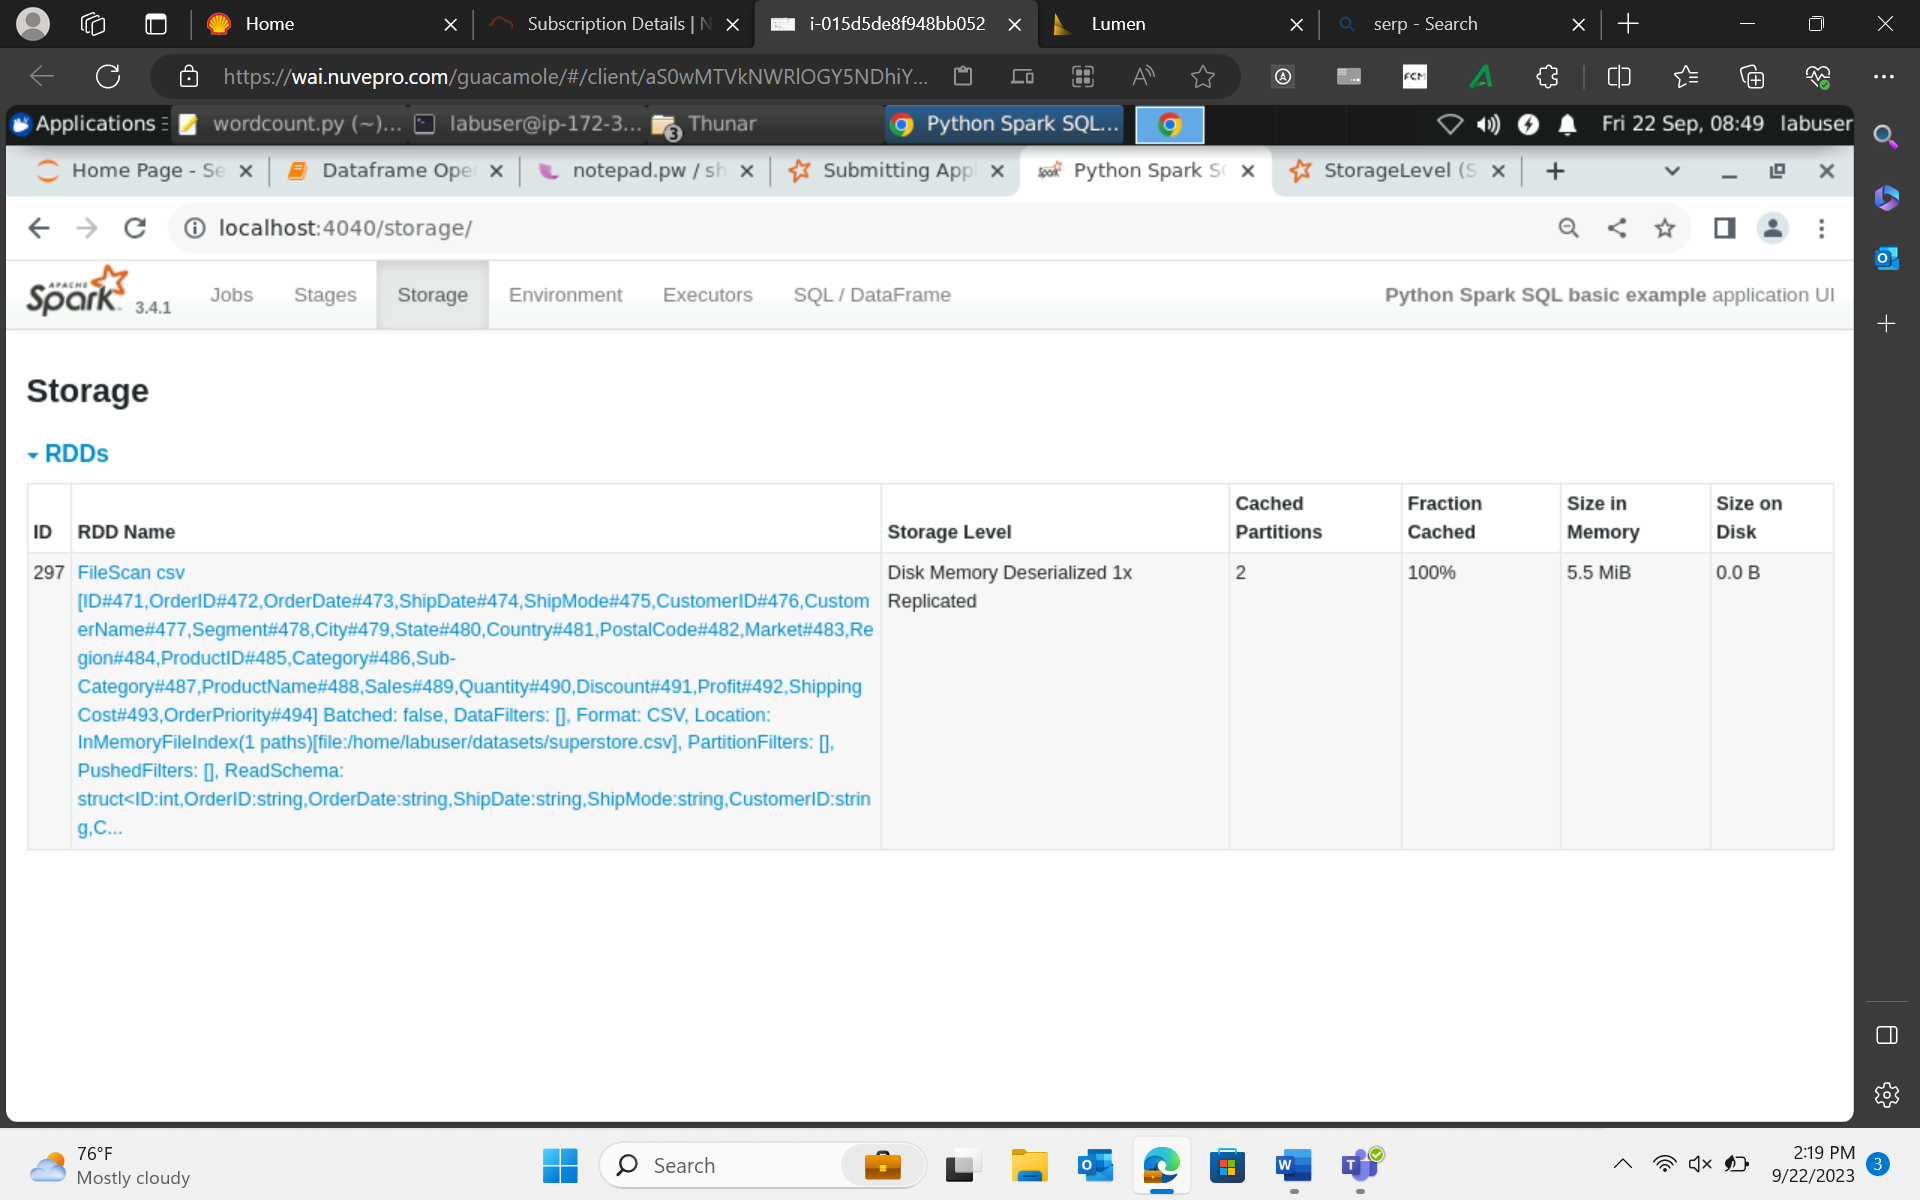 Home
Subscription Details | N
i-015d5de8f948bb052
Lumen
serp - Search
https://wai.nuvepro.com/guacamole/#/client/aS0wMTVkNWRlOGY5NDhiY...
Applications
wordcount.py (~)...
labuser@ip-172-3...
3
Thunar
Python Spark SQL...
Fri 22 Sep, 08:49
labuser
Home Page - Se
Dataframe Ope
notepad.pw / sh
Submitting Appl
Python Spark SQ
StorageLevel (S
localhost:4040/storage/
APACHE
Spark 3.4.1
Jobs
Stages
Storage
Environment
Executors
SQL / DataFrame
Python Spark SQL basic example application UI
Storage
RDDs
ID
RDD Name
Storage Level
Cached Partitions
Fraction Cached
Size in Memory
Size on Disk
297
FileScan csv
[ID#471,OrderID#472,OrderDate#473,ShipDate#474,ShipMode#475,CustomerID#476,Custom
erName#477,Segment#478,City#479,State#480,Country#481,PostalCode#482,Market#483,Re
gion#484,ProductID#485,Category#486,Sub-
Category#487,ProductName#488,Sales#489,Quantity#490,Discount#491,Profit#492,Shipping
Cost#493,OrderPriority#494] Batched: false, DataFilters: [], Format: CSV, Location:
InMemoryFileIndex(1 paths)[file:/home/labuser/datasets/superstore.csv], PartitionFilters: [],
PushedFilters: [], ReadSchema:
struct<ID:int,OrderID:string,OrderDate:string,ShipDate:string,ShipMode:string,CustomerID:strin
g,C...
Disk Memory Deserialized 1x
Replicated
2
100%
5.5 MiB
0.0 B
76°F
Mostly cloudy
Search
2:19 PM
9/22/2023
3